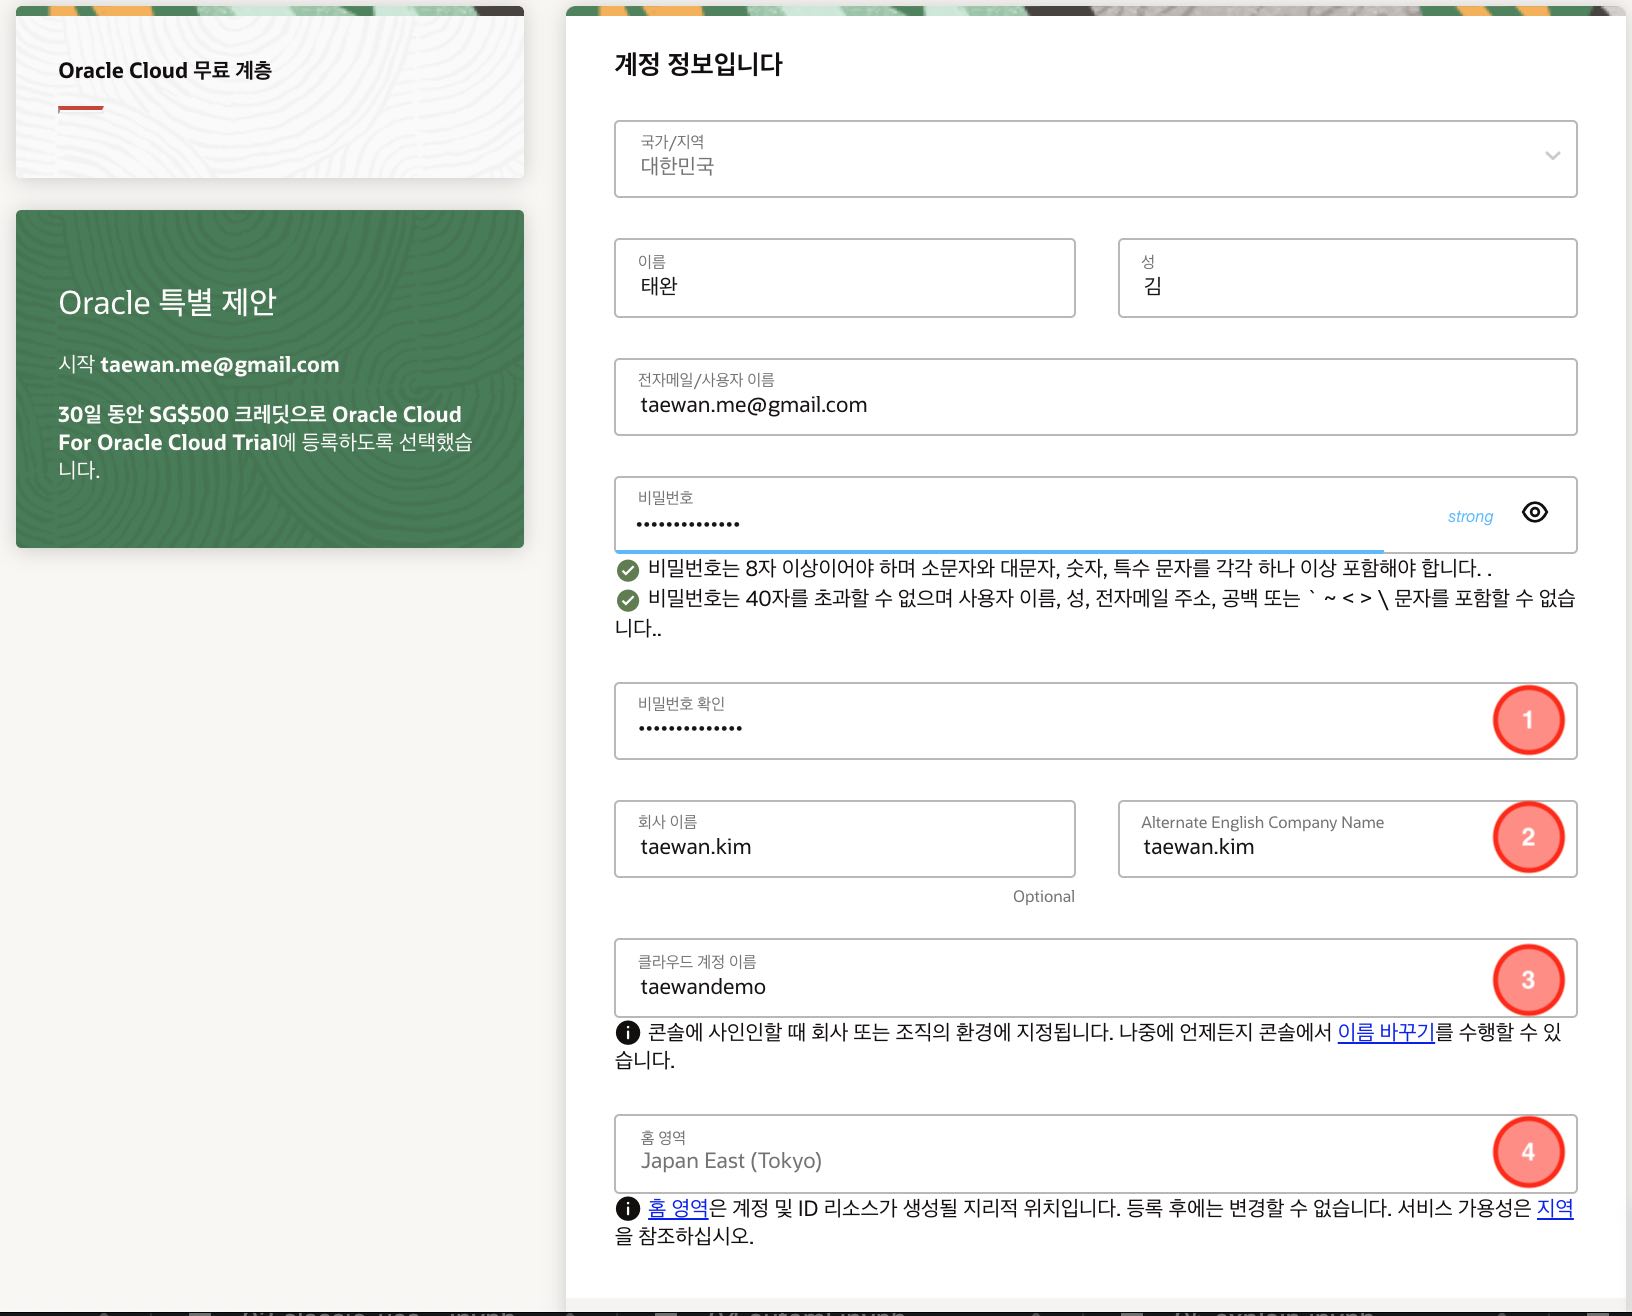 Oracle Cloud 무료 계층
Oracle 특별 제안
시작 taewan.me@gmail.com
30일 동안 SG$500 크레딧으로 Oracle Cloud
For Oracle Cloud Trial에 등록하도록 선택했습
니다.
계정 정보입니다
국가/지역
대한민국
이름
태완
성
김
전자메일/사용자 이름
taewan.me@gmail.com
비밀번호
••••••••••••••
strong
비밀번호는 8자 이상이어야 하며 소문자와 대문자, 숫자, 특수 문자를 각각 하나 이상 포함해야 합니다. .
비밀번호는 40자를 초과할 수 없으며 사용자 이름, 성, 전자메일 주소, 공백 또는 ` ~ < > \ 문자를 포함할 수 없습
니다..
비밀번호 확인
••••••••••••••
1
회사 이름
taewan.kim
Optional
Alternate English Company Name
taewan.kim
2
클라우드 계정 이름
taewandemo
3
콘솔에 사인인할 때 회사 또는 조직의 환경에 지정됩니다. 나중에 언제든지 콘솔에서 이름 바꾸기를 수행할 수 있
습니다.
홈 영역
Japan East (Tokyo)
4
홈 영역은 계정 및 ID 리소스가 생성될 지리적 위치입니다. 등록 후에는 변경할 수 없습니다. 서비스 가용성은 지역
을 참조하십시오.